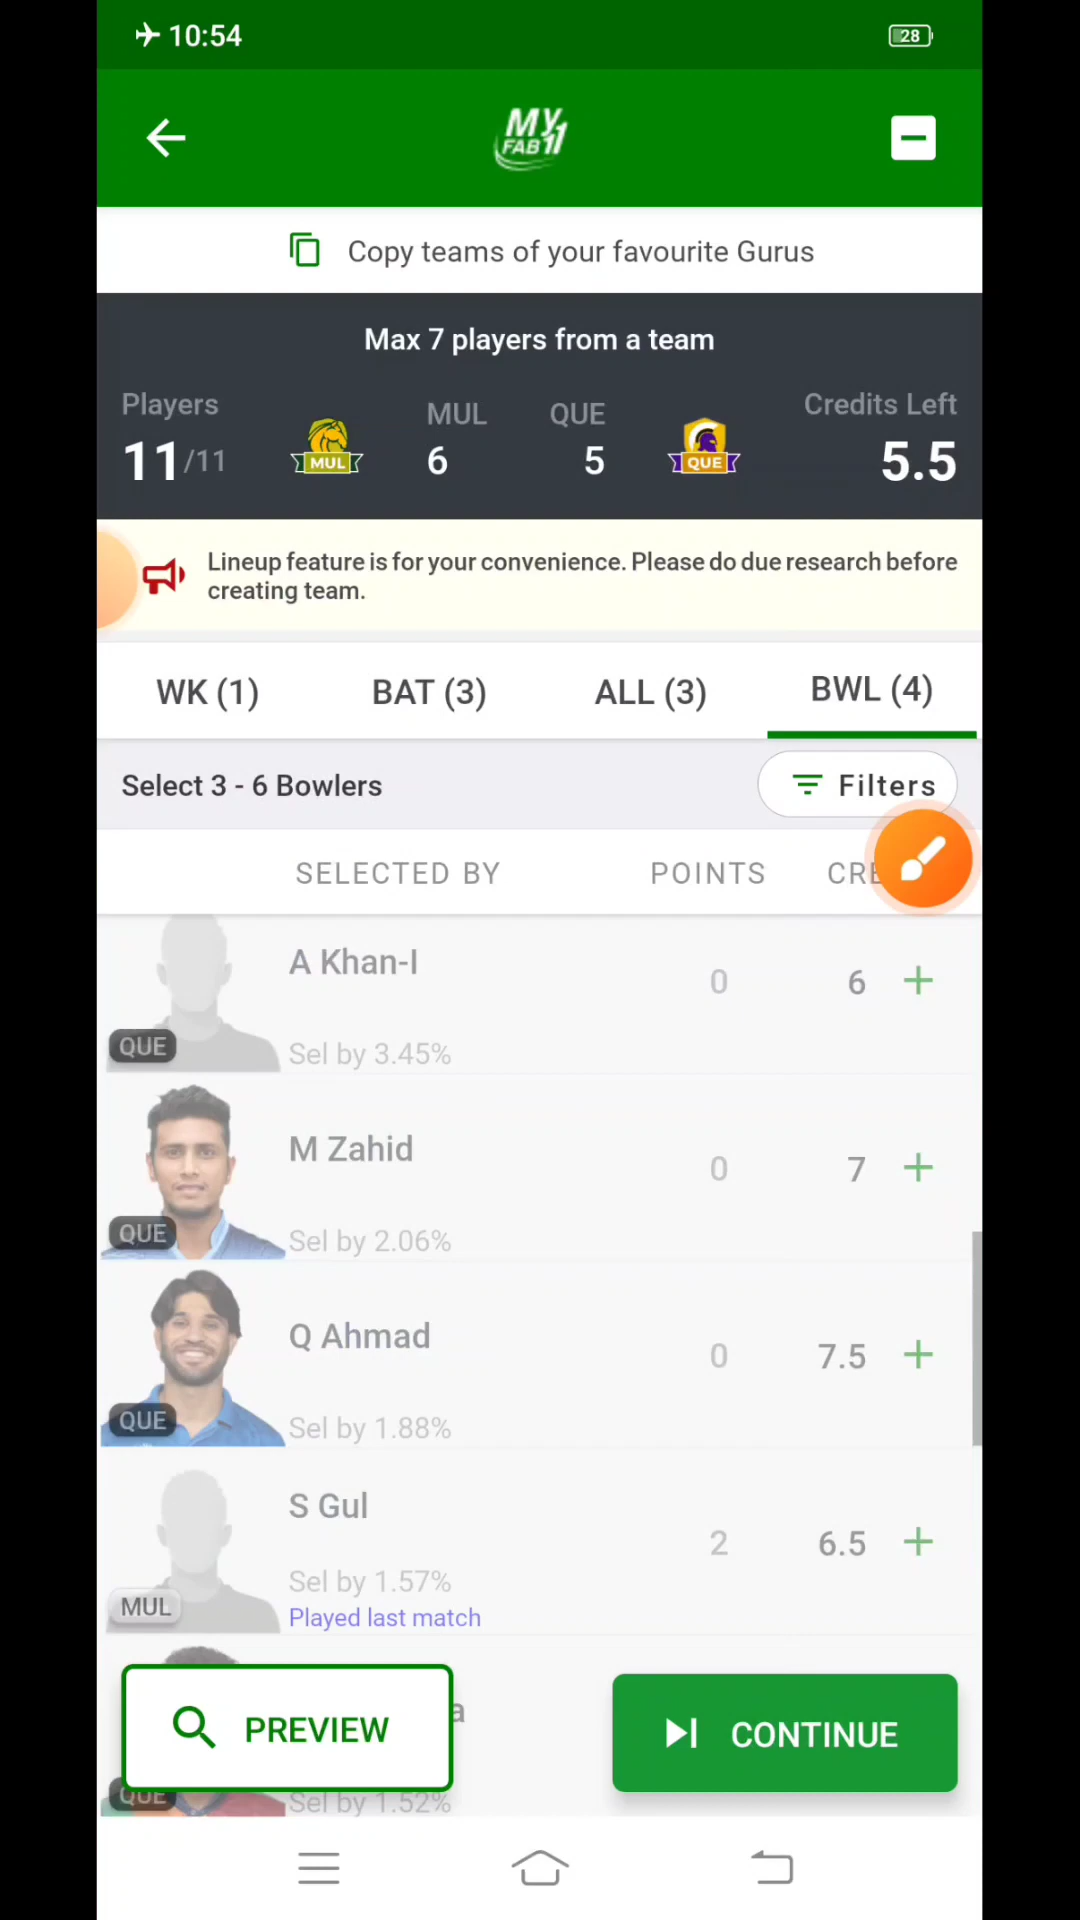 10:54
28
MY
FAB11
Copy teams of your favourite Gurus
Max 7 players from a team
Players
MUL
QUE
Credits Left
11/11
MUL
6
5
QUE
5.5
Lineup feature is for your convenience. Please do due research before
creating team.
WK (1)
BAT (3)
ALL (3)
BWL (4)
Select 3 - 6 Bowlers
Filters
SELECTED BY
POINTS
CRE
A Khan-I
0
6
QUE
Sel by 3.45%
M Zahid
0
7
QUE
Sel by 2.06%
Q Ahmad
0
7.5
QUE
Sel by 1.88%
S Gul
2
6.5
Sel by 1.57%
MUL
Played last match
a
PREVIEW
CONTINUE
QUE
Sel by 1.52%